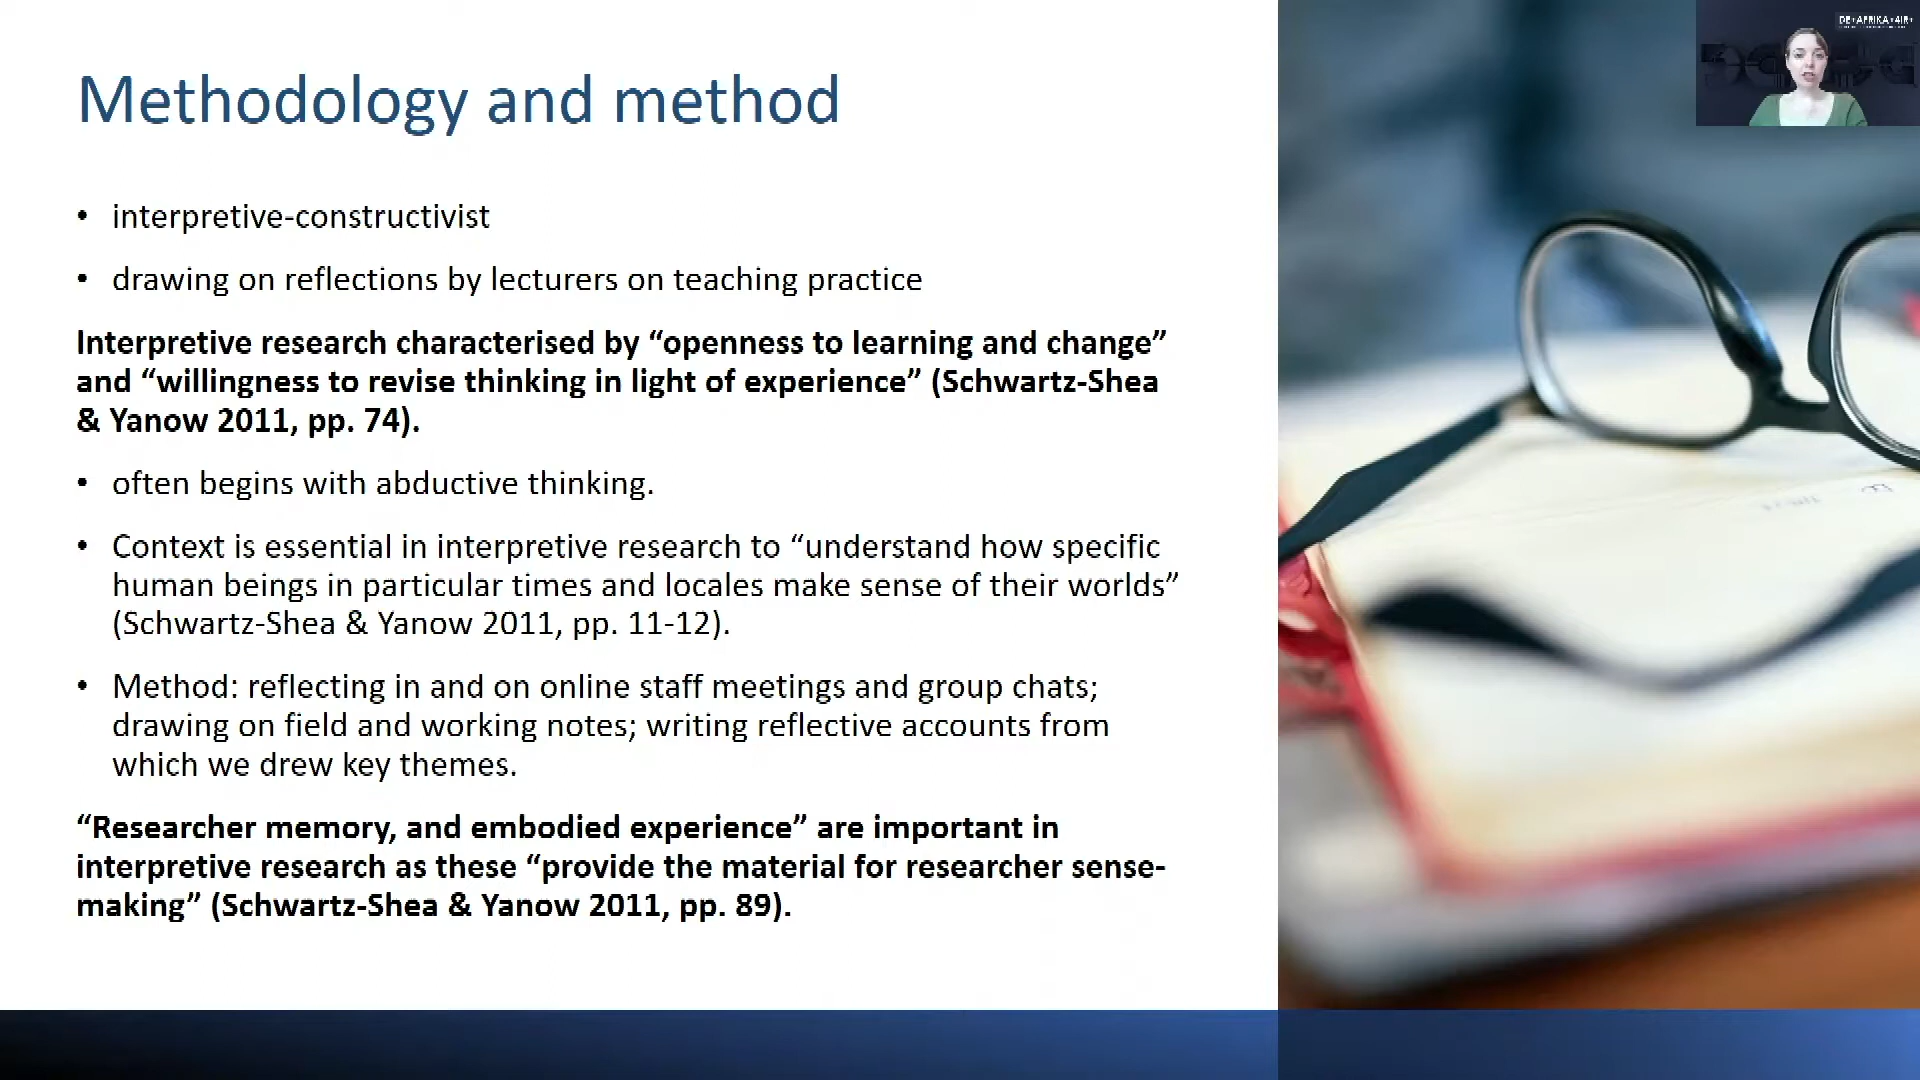 DE+AFRIKA+4IR+
Methodology and method
• interpretive-constructivist
• drawing on reflections by lecturers on teaching practice
Interpretive research characterised by “openness to learning and change”
and “willingness to revise thinking in light of experience” (Schwartz-Shea
& Yanow 2011, pp. 74).
• often begins with abductive thinking.
• Context is essential in interpretive research to “understand how specific
human beings in particular times and locales make sense of their worlds”
(Schwartz-Shea & Yanow 2011, pp. 11-12).
• Method: reflecting in and on online staff meetings and group chats;
drawing on field and working notes; writing reflective accounts from
which we drew key themes.
“Researcher memory, and embodied experience” are important in
interpretive research as these “provide the material for researcher sense-
making” (Schwartz-Shea & Yanow 2011, pp. 89).